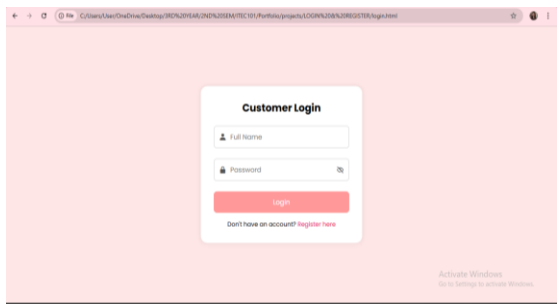 File C:/Users/User/OneDrive/Desktop/3RD%20YEAR/2ND%20SEM/ITEC101/Portfolio/projects/LOGIN%20&%20REGISTER/login.html
Customer Login
Full Name
Password
Login
Don't have an account? Register here
Activate Windows
Go to Settings to activate Windows.